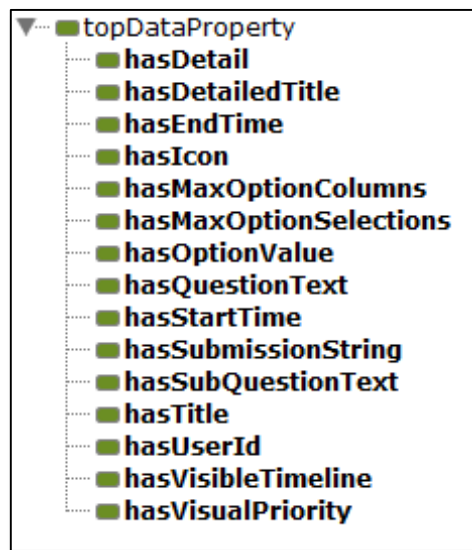 topDataProperty
hasDetail
hasDetailedTitle
hasEndTime
hasIcon
hasMaxOptionColumns
hasMaxOptionSelections
hasOptionValue
hasQuestionText
hasStartTime
hasSubmissionString
hasSubQuestionText
hasTitle
hasUserId
hasVisibleTimeline
hasVisualPriority